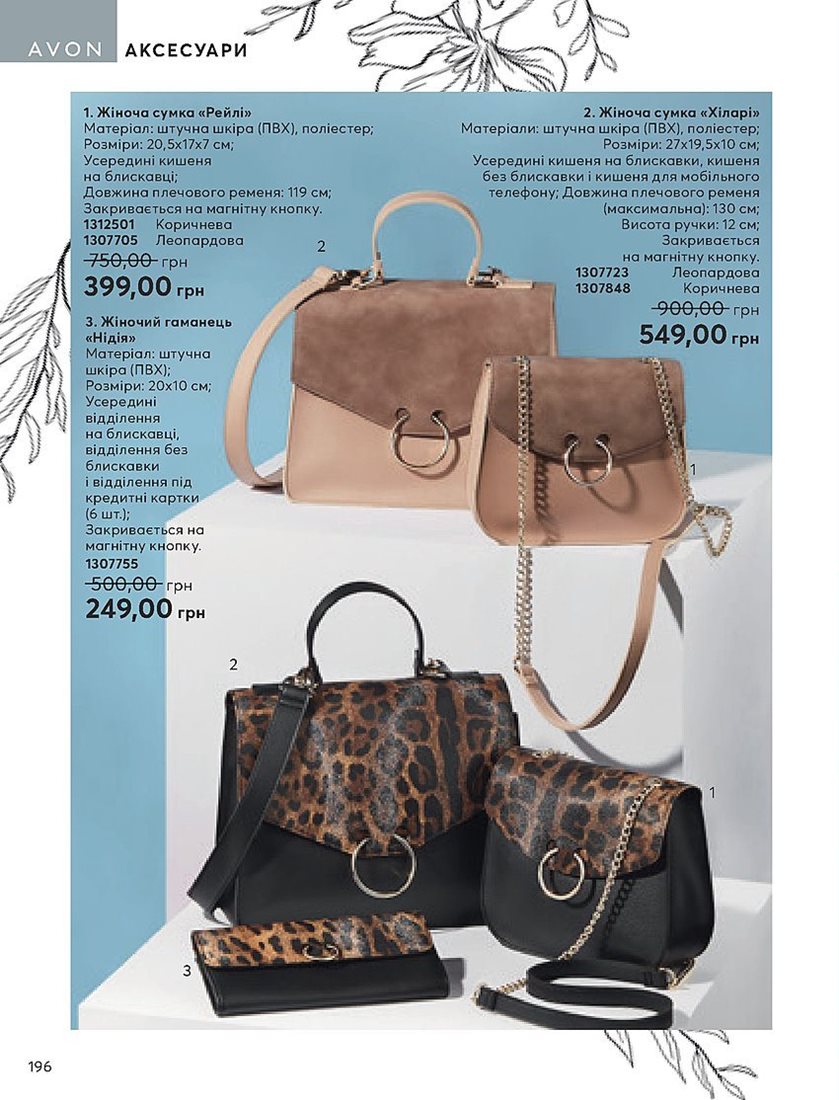 AVON АКСЕСУАРИ
1. Жіноча сумка «Рейлі»
Матеріал: штучна шкіра (ПВХ), поліестер;
Розміри: 20,5х17х7 см;
Усередині кишеня
на блискавці;
Довжина плечового ременя: 119 см;
Закривається на магнітну кнопку.
1312501 Коричнева
1307705 Леопардова
750,00 грн
399,00 грн
2. Жіноча сумка «Хіларі»
Матеріали: штучна шкіра (ПВХ), поліестер;
Розміри: 27х19,5х10 см;
Усередині кишеня на блискавки, кишеня
без блискавки і кишеня для мобільного
телефону; Довжина плечового ременя
(максимальна): 130 см;
Висота ручки: 12 см;
Закривається
на магнітну кнопку.
1307723 Леопардова
1307848 Коричнева
900,00 грн
549,00 грн
3. Жіночий гаманець
«Нідія»
Матеріал: штучна
шкіра (ПВХ);
Розміри: 20х10 см;
Усередині
відділення
на блискавці,
відділення без
блискавки
і відділення під
кредитні картки
(6 шт.);
Закривається на
магнітну кнопку.
1307755
500,00 грн
249,00 грн
2
1
2
1
3
196